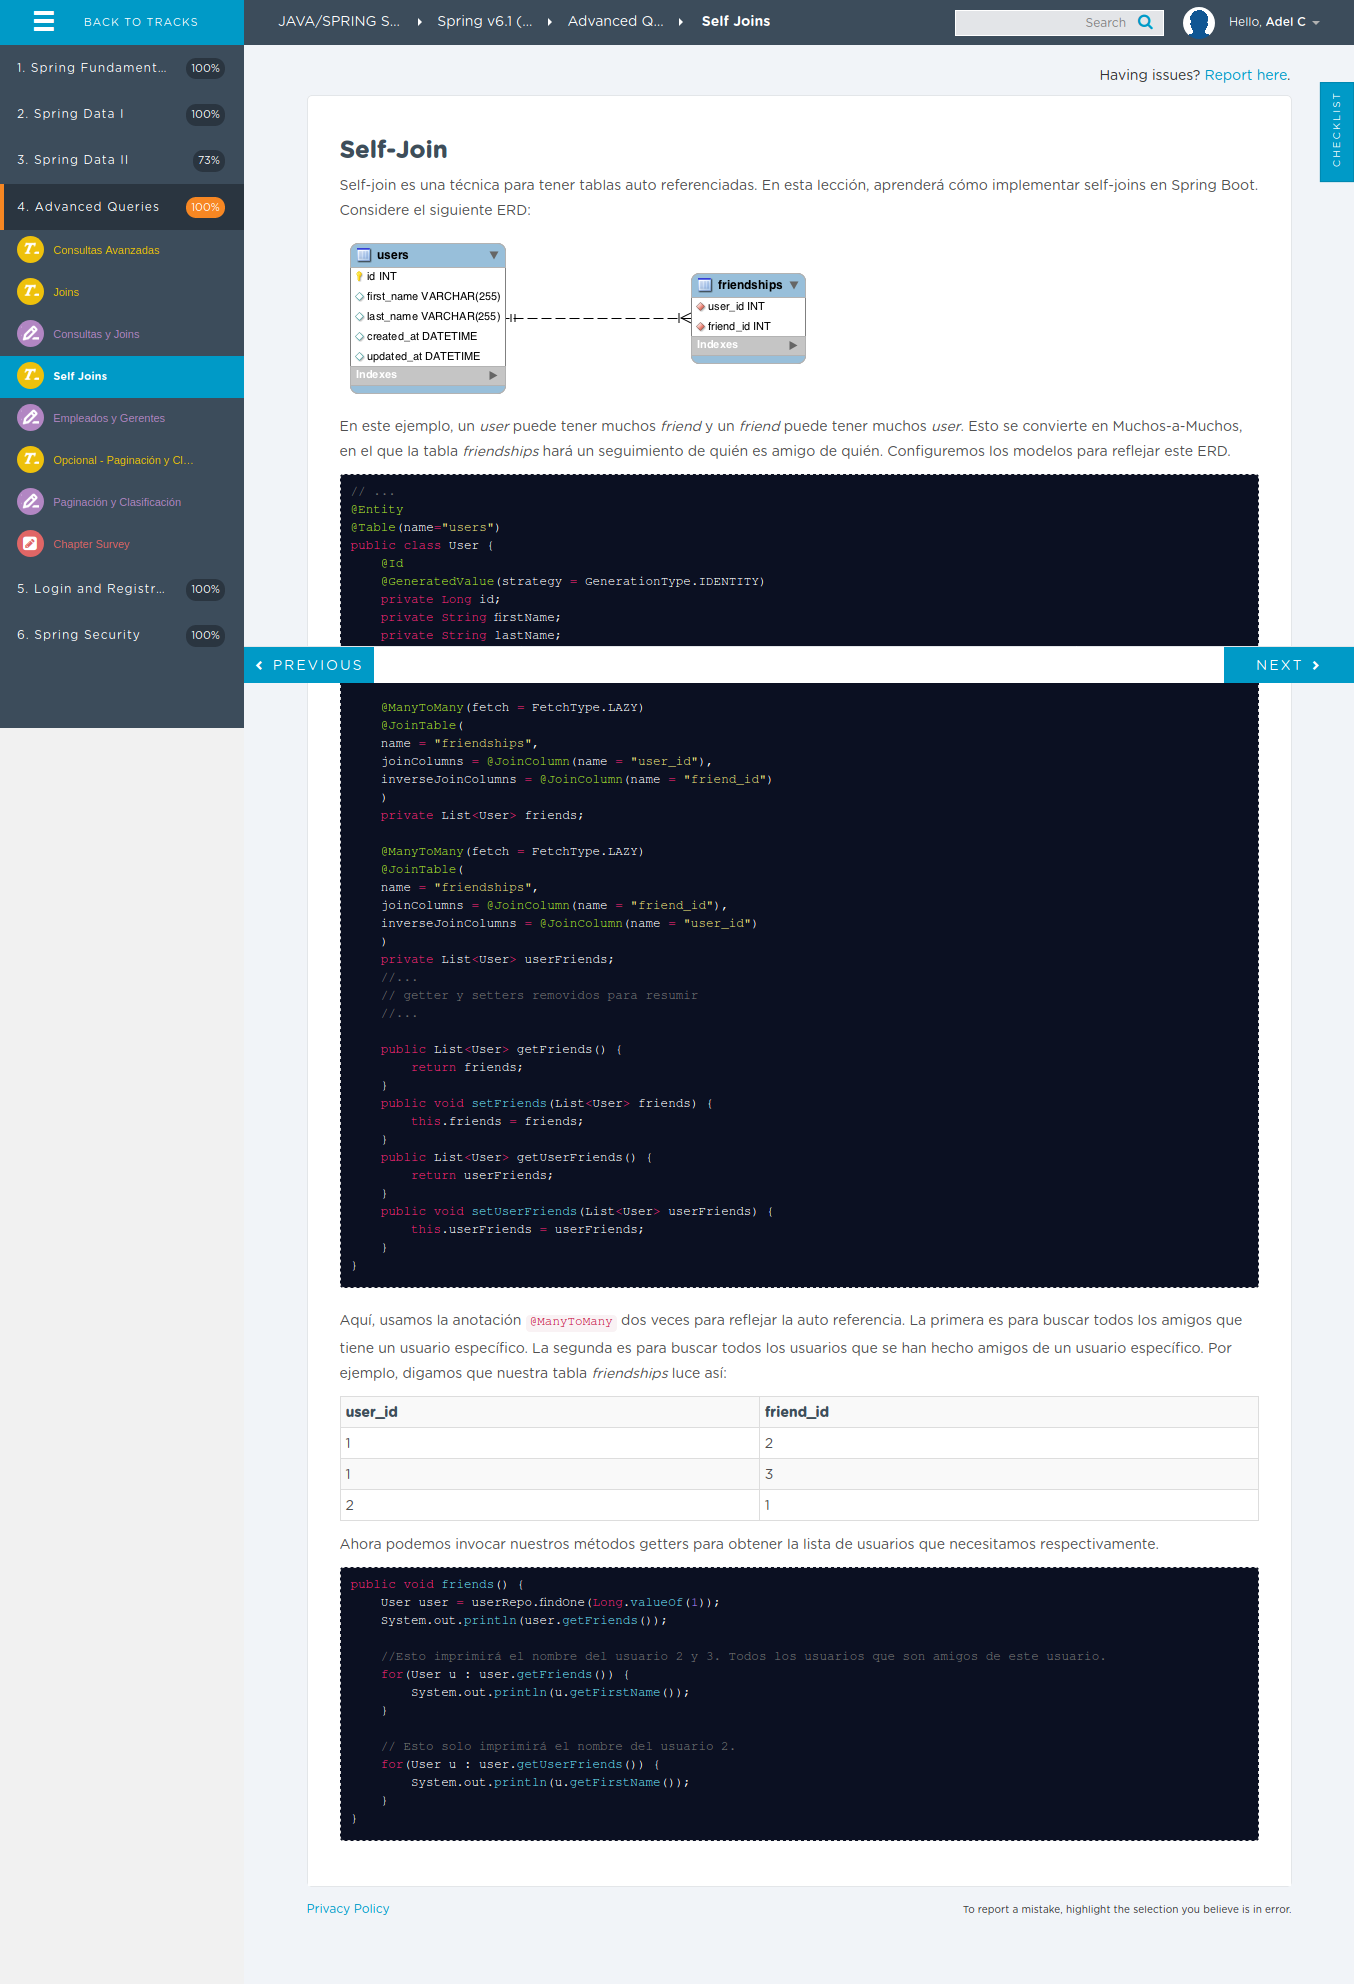 BACK TO TRACKS
JAVA/SPRING S...
Spring v6.1 (...
Advanced Q...
Self Joins
Search
Hello, Adel C
1. Spring Fundament... 100%
2. Spring Data I 100%
3. Spring Data II 73%
4. Advanced Queries 100%
Consultas Avanzadas
Joins
Consultas y Joins
Self Joins
Empleados y Gerentes
Opcional - Paginación y Cl...
Paginación y Clasificación
Chapter Survey
5. Login and Registr... 100%
6. Spring Security 100%
Having issues? Report here.
CHECKLIST
Self-Join
Self-join es una técnica para tener tablas auto referenciadas. En esta lección, aprenderá cómo implementar self-joins en Spring Boot.
Considere el siguiente ERD:
users
id INT
first_name VARCHAR(255)
last_name VARCHAR(255)
created_at DATETIME
updated_at DATETIME
Indexes
friendships
user_id INT
friend_id INT
Indexes
En este ejemplo, un user puede tener muchos friend y un friend puede tener muchos user. Esto se convierte en Muchos-a-Muchos,
en el que la tabla friendships hará un seguimiento de quién es amigo de quién. Configuremos los modelos para reflejar este ERD.
// ...
@Entity
@Table(name="users")
public class User {
@Id
@GeneratedValue(strategy = GenerationType.IDENTITY)
private Long id;
private String firstName;
private String lastName;
PREVIOUS
NEXT
@ManyToMany(fetch = FetchType.LAZY)
@JoinTable(
name = "friendships",
joinColumns = @JoinColumn(name = "user_id"),
inverseJoinColumns = @JoinColumn(name = "friend_id")
)
private List<User> friends;
@ManyToMany(fetch = FetchType.LAZY)
@JoinTable(
name = "friendships",
joinColumns = @JoinColumn(name = "friend_id"),
inverseJoinColumns = @JoinColumn(name = "user_id")
)
private List<User> userFriends;
//...
// getter y setters removidos para resumir
//...
public List<User> getFriends() {
return friends;
}
public void setFriends(List<User> friends) {
this.friends = friends;
}
public List<User> getUserFriends() {
return userFriends;
}
public void setUserFriends(List<User> userFriends) {
this.userFriends = userFriends;
}
}
Aquí, usamos la anotación @ManyToMany dos veces para reflejar la auto referencia. La primera es para buscar todos los amigos que
tiene un usuario específico. La segunda es para buscar todos los usuarios que se han hecho amigos de un usuario específico. Por
ejemplo, digamos que nuestra tabla friendships luce así:
user_id friend_id
1 2
1 3
2 1
Ahora podemos invocar nuestros métodos getters para obtener la lista de usuarios que necesitamos respectivamente.
public void friends() {
User user = userRepo.findOne(Long.valueOf(1));
System.out.println(user.getFriends());
//Esto imprimirá el nombre del usuario 2 y 3. Todos los usuarios que son amigos de este usuario.
for(User u : user.getFriends()) {
System.out.println(u.getFirstName());
}
// Esto solo imprimirá el nombre del usuario 2.
for(User u : user.getUserFriends()) {
System.out.println(u.getFirstName());
}
}
Privacy Policy
To report a mistake, highlight the selection you believe is in error.